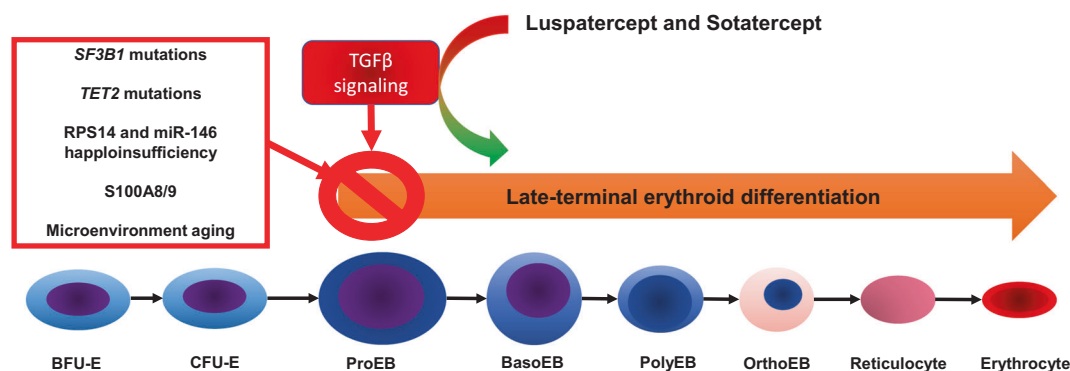 Luspatercept and Sotatercept
SF3B1 mutations
TET2 mutations
RPS14 and miR-146
happloinsufficiency
S100A8/9
Microenvironment aging
TGFβ
signaling
Late-terminal erythroid differentiation
BFU-E
CFU-E
ProEB
BasoEB
PolyEB
OrthoEB
Reticulocyte
Erythrocyte